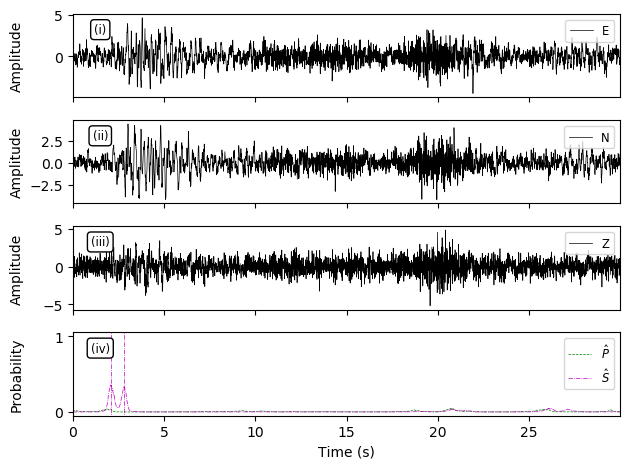 Amplitude
5
0
(i)
E
Amplitude
2.5
0.0
−2.5
(ii)
N
Amplitude
5
0
−5
(iii)
Z
Probability
1
0
(iv)
P̂
Ŝ
0 5 10 15 20 25
Time (s)